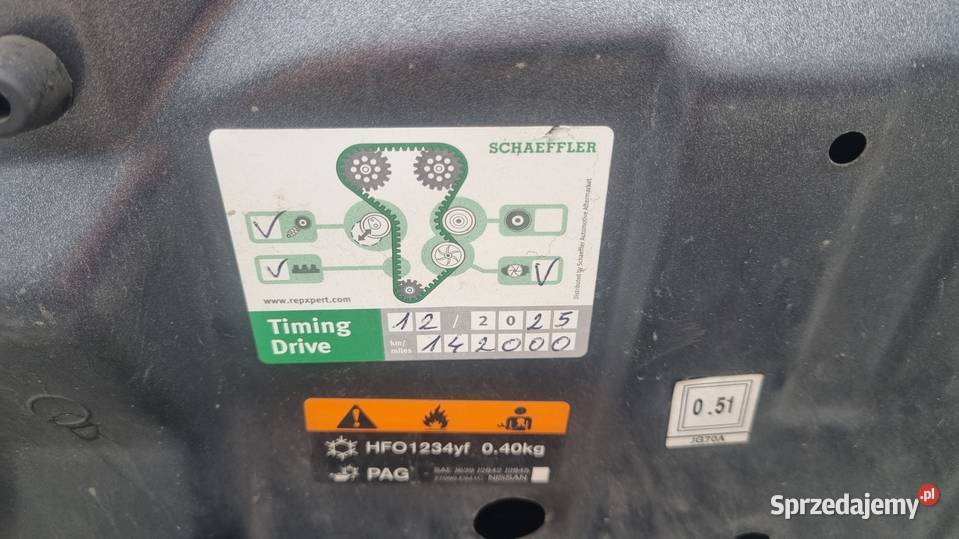 SCHAEFFLER
Distributed by Schaeffler Automotive Aftermarket
www.repxpert.com
Timing
Drive
12 / 2025
km/
miles
142000
HFO1234yf 0.40kg
PAG
NISSAN
0.51
JG70A
Sprzedajemy.pl